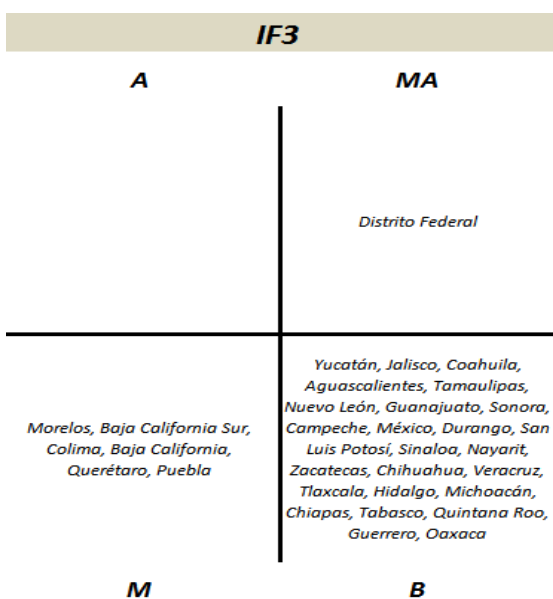 IF3
A
MA
Distrito Federal
Morelos, Baja California Sur,
Colima, Baja California,
Querétaro, Puebla
Yucatán, Jalisco, Coahuila,
Aguascalientes, Tamaulipas,
Nuevo León, Guanajuato, Sonora,
Campeche, México, Durango, San
Luis Potosí, Sinaloa, Nayarit,
Zacatecas, Chihuahua, Veracruz,
Tlaxcala, Hidalgo, Michoacán,
Chiapas, Tabasco, Quintana Roo,
Guerrero, Oaxaca
M
B